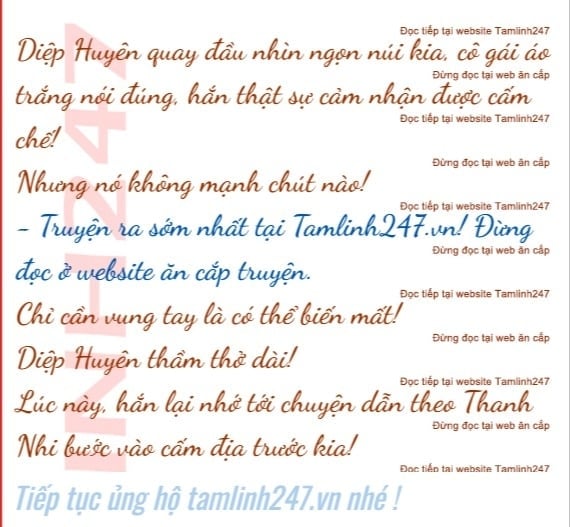 Đọc tiếp tại website Tamlinh247
Diệp Huyên quay đầu nhìn ngọn núi kia, cô gái áo
Đừng đọc tại web ăn cắp
trắng nói đúng, hắn thật sự cảm nhận được cấm
Đọc tiếp tại website Tamlinh247
chế!
Đừng đọc tại web ăn cắp
Nhưng nó không mạnh chút nào!
Đọc tiếp tại website Tamlinh247
- Truyện ra sớm nhất tại Tamlinh247.vn! Đừng
Đừng đọc tại web ăn cắp
đọc ở website ăn cắp truyện.
Đọc tiếp tại website Tamlinh247
Chỉ cần vung tay là có thể biến mất!
Đừng đọc tại web ăn cắp
Diệp Huyên thầm thở dài!
Đọc tiếp tại website Tamlinh247
Lúc này, hắn lại nhớ tới chuyện dẫn theo Thanh
Đừng đọc tại web ăn cắp
Nhi bước vào cấm địa trước kia!
Đọc tiếp tại website Tamlinh247
Tiếp tục ủng hộ tamlinh247.vn nhé !
INH247